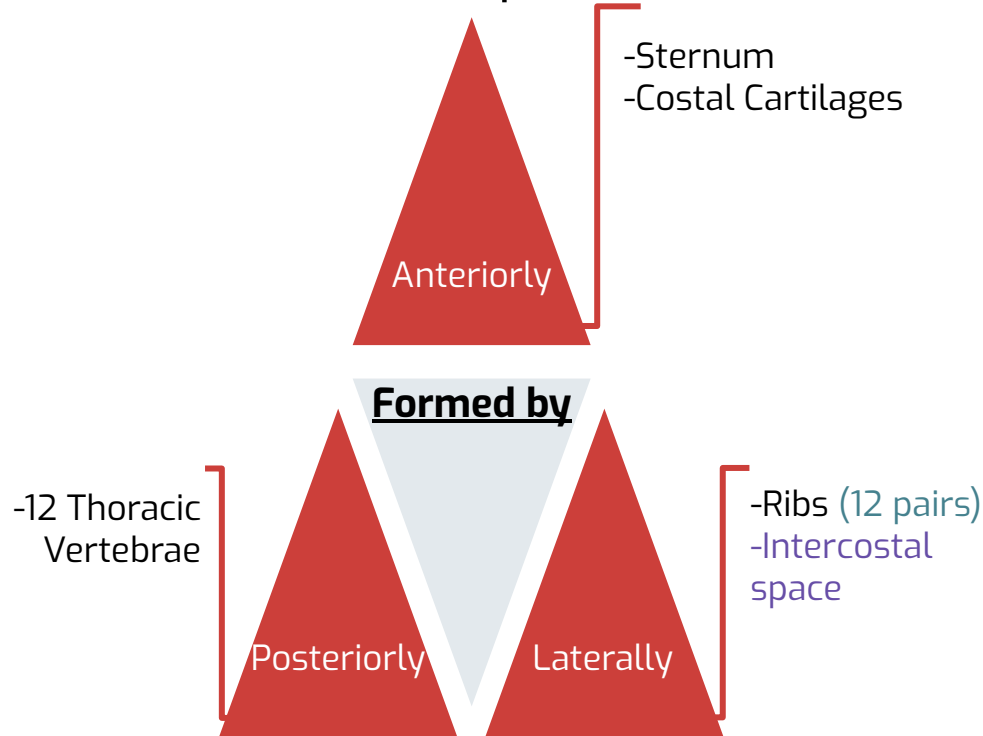 -Sternum
-Costal Cartilages
Anteriorly
Formed by
-12 Thoracic
Vertebrae
-Ribs (12 pairs)
-Intercostal
space
Posteriorly
Laterally